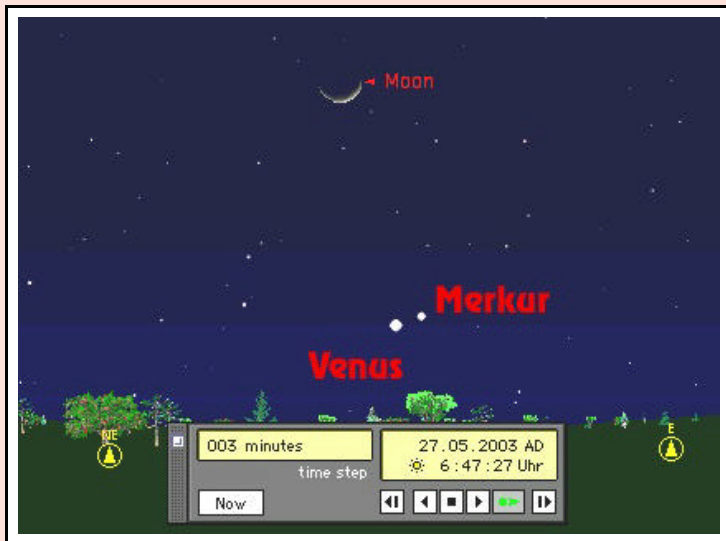 Moon
Merkur
Venus
NE
E
003 minutes
time step
Now
27.05.2003 AD
6:47:27 Uhr